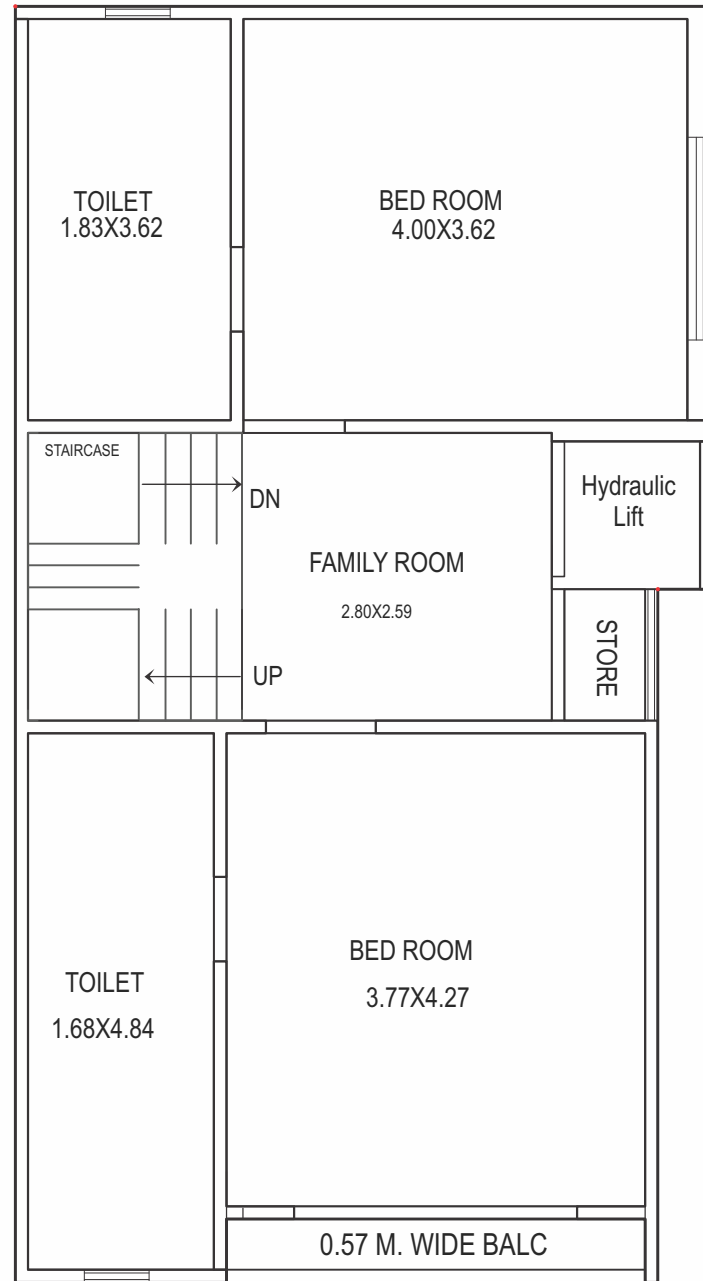 TOILET
1.83X3.62
BED ROOM
4.00X3.62
STAIRCASE
DN
Hydraulic
Lift
FAMILY ROOM
2.80X2.59
STORE
UP
BED ROOM
3.77X4.27
TOILET
1.68X4.84
0.57 M. WIDE BALC